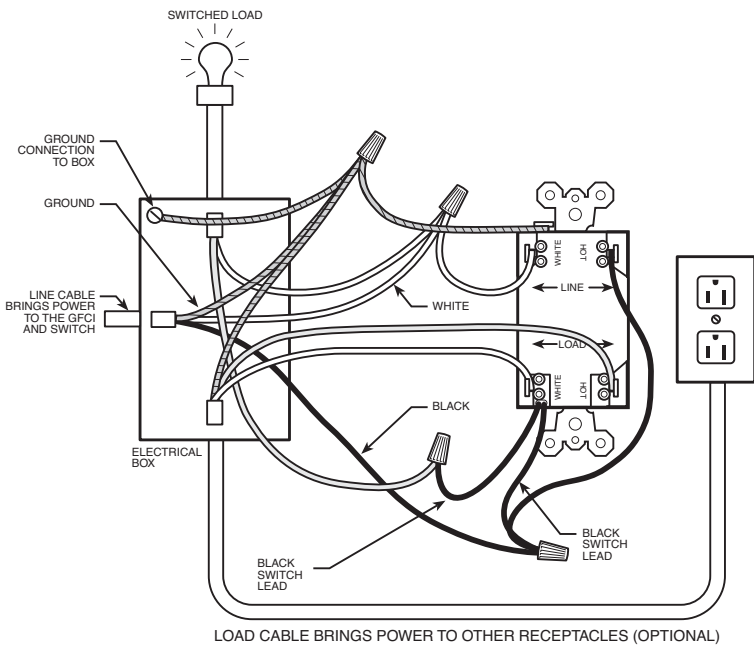 SWITCHED LOAD
GROUND
CONNECTION
TO BOX
GROUND
LINE CABLE
BRINGS POWER
TO THE GFCI
AND SWITCH
WHITE
WHITE
HOT
LINE
LOAD
WHITE
HOT
BLACK
ELECTRICAL
BOX
BLACK
SWITCH
LEAD
BLACK
SWITCH
LEAD
LOAD CABLE BRINGS POWER TO OTHER RECEPTACLES (OPTIONAL)